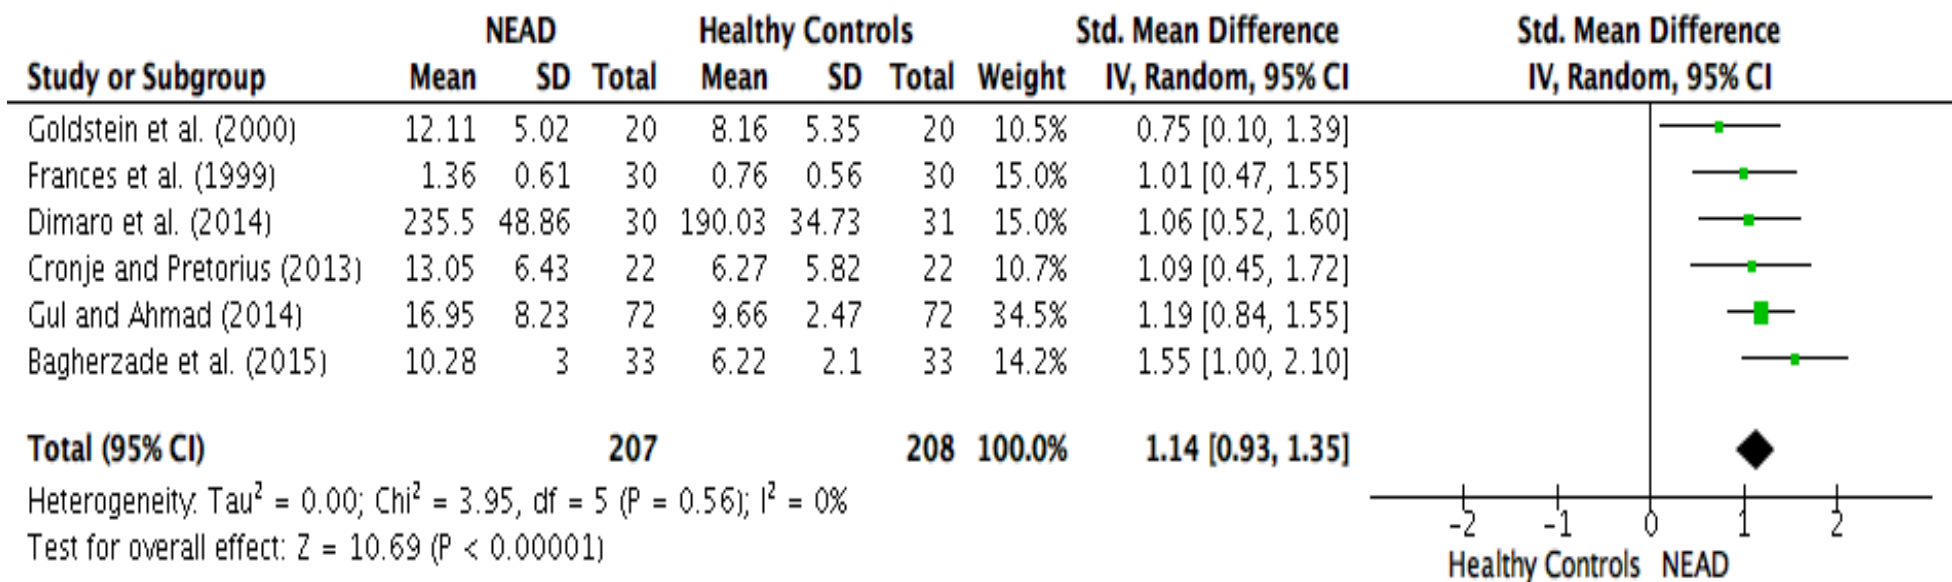 NEAD Healthy Controls Std. Mean Difference Std. Mean Difference
Study or Subgroup Mean SD Total Mean SD Total Weight IV, Random, 95% CI IV, Random, 95% CI
Goldstein et al. (2000) 12.11 5.02 20 8.16 5.35 20 10.5% 0.75 [0.10, 1.39]
Frances et al. (1999) 1.36 0.61 30 0.76 0.56 30 15.0% 1.01 [0.47, 1.55]
Dimaro et al. (2014) 235.5 48.86 30 190.03 34.73 31 15.0% 1.06 [0.52, 1.60]
Cronje and Pretorius (2013) 13.05 6.43 22 6.27 5.82 22 10.7% 1.09 [0.45, 1.72]
Gul and Ahmad (2014) 16.95 8.23 72 9.66 2.47 72 34.5% 1.19 [0.84, 1.55]
Bagherzade et al. (2015) 10.28 3 33 6.22 2.1 33 14.2% 1.55 [1.00, 2.10]
Total (95% CI) 207 208 100.0% 1.14 [0.93, 1.35]
Heterogeneity: Tau² = 0.00; Chi² = 3.95, df = 5 (P = 0.56); I² = 0%
Test for overall effect: Z = 10.69 (P < 0.00001)
-2 -1 0 1 2
Healthy Controls NEAD